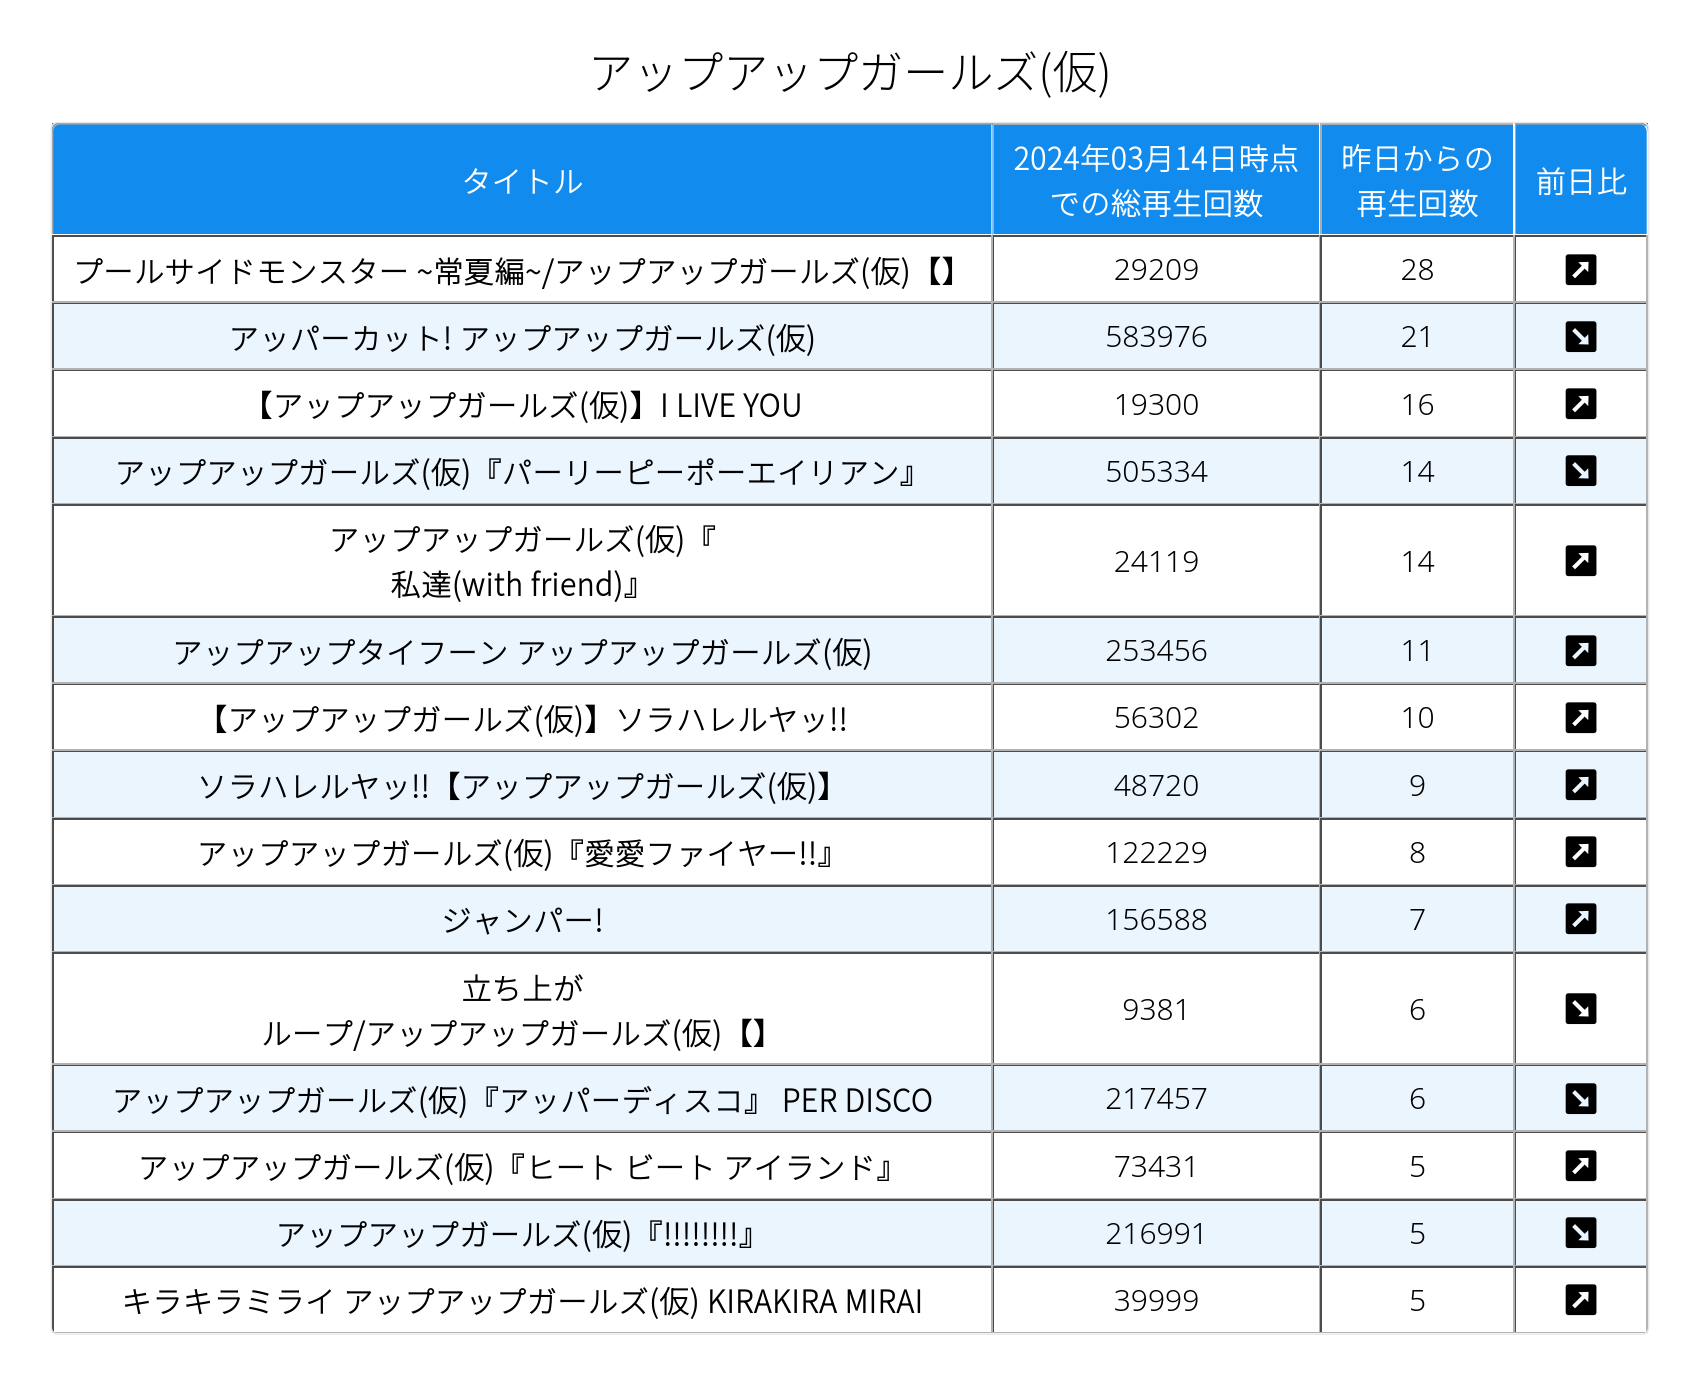 アップアップガールズ(仮)
タイトル
2024年03月14日時点
での総再生回数
昨日からの
再生回数
前日比
プールサイドモンスター ~常夏編~/アップアップガールズ(仮)【】 29209 28
アッパーカット! アップアップガールズ(仮) 583976 21
【アップアップガールズ(仮)】I LIVE YOU 19300 16
アップアップガールズ(仮)『パーリーピーポーエイリアン』 505334 14
アップアップガールズ(仮)『
私達(with friend)』 24119 14
アップアップタイフーン アップアップガールズ(仮) 253456 11
【アップアップガールズ(仮)】ソラハレルヤッ!! 56302 10
ソラハレルヤッ!!【アップアップガールズ(仮)】 48720 9
アップアップガールズ(仮)『愛愛ファイヤー!!』 122229 8
ジャンパー! 156588 7
立ち上が
ループ/アップアップガールズ(仮)【】 9381 6
アップアップガールズ(仮)『アッパーディスコ』 PER DISCO 217457 6
アップアップガールズ(仮)『ヒート ビート アイランド』 73431 5
アップアップガールズ(仮)『!!!!!!!!』 216991 5
キラキラミライ アップアップガールズ(仮) KIRAKIRA MIRAI 39999 5